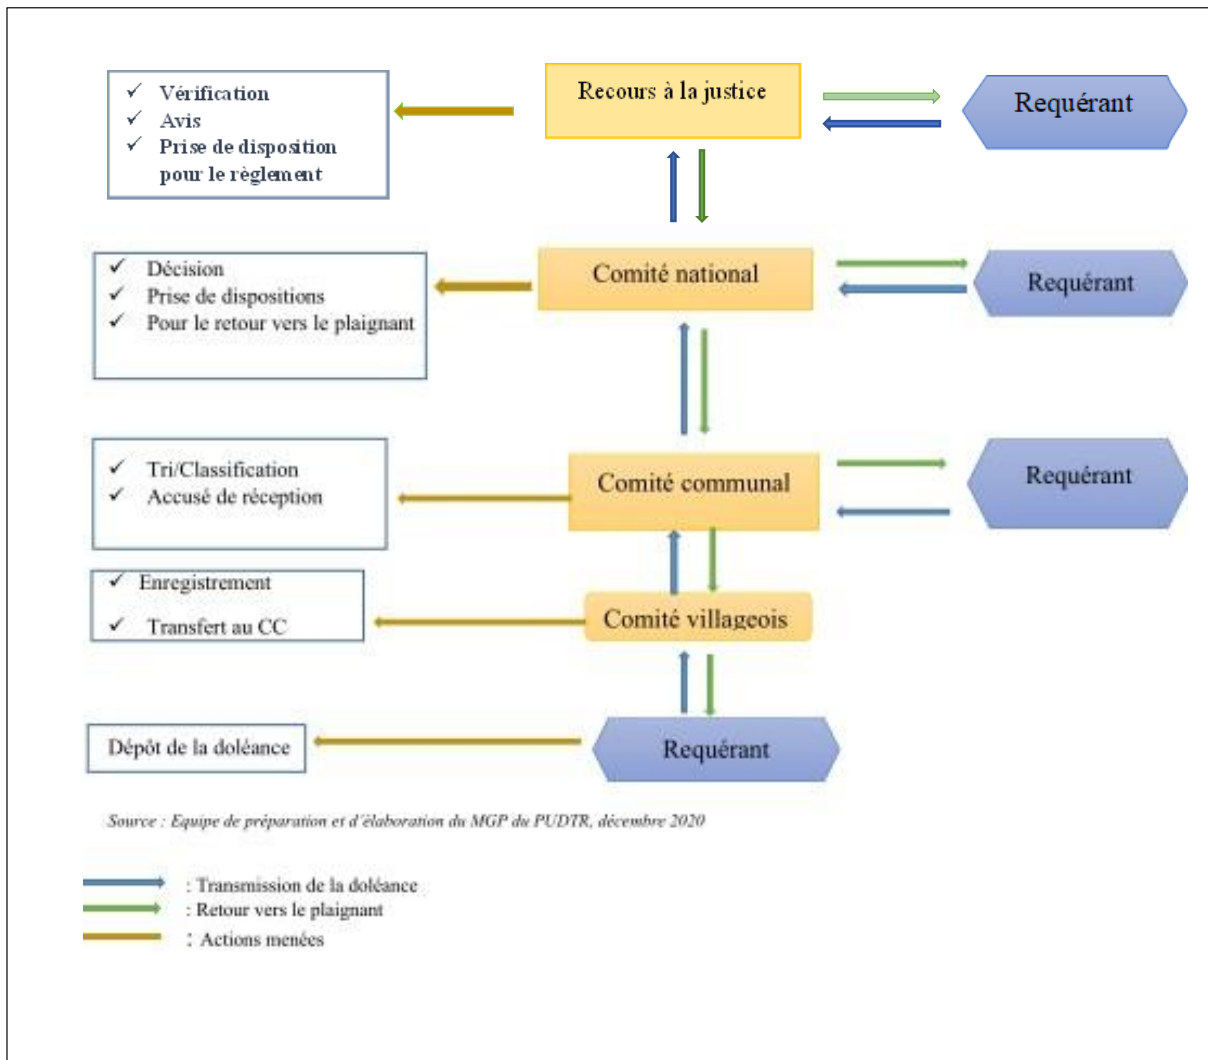 ✓ Vérification
✓ Avis
✓ Prise de disposition
pour le règlement
Recours à la justice
Requérant
✓ Décision
✓ Prise de dispositions
✓ Pour le retour vers le plaignant
Comité national
Requérant
✓ Tri/Classification
✓ Accusé de réception
Comité communal
Requérant
✓ Enregistrement
✓ Transfert au CC
Comité villageois
Dépôt de la doléance
Requérant
Source : Equipe de préparation et d'élaboration du MGP du PUDTR, décembre 2020
: Transmission de la doléance
: Retour vers le plaignant
: Actions menées